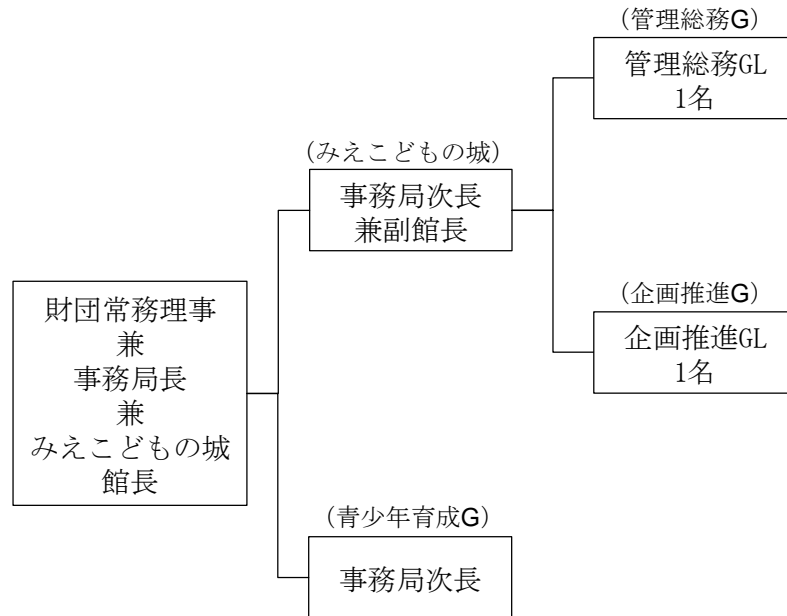 (管理総務G)
管理総務GL
1名
(みえこどもの城)
事務局次長
兼副館長
(企画推進G)
企画推進GL
1名
財団常務理事
兼
事務局長
兼
みえこどもの城
館長
(青少年育成G)
事務局次長